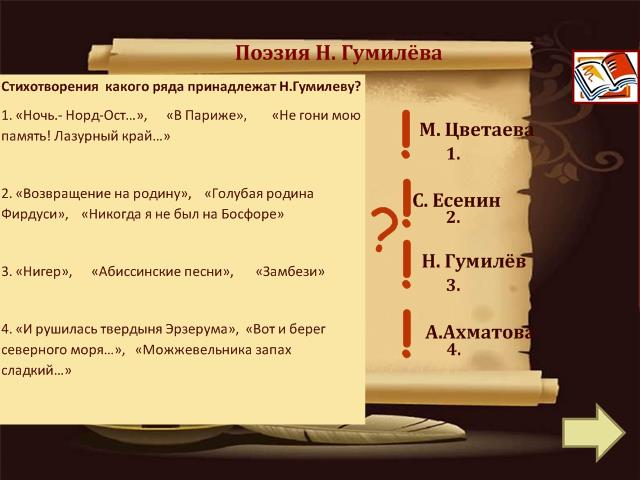 Поэзия Н. Гумилёва
Стихотворения какого ряда принадлежат Н.Гумилеву?
1. «Ночь.- Норд-Ост…», «В Париже», «Не гони мою
память! Лазурный край…»
2. «Возвращение на родину», «Голубая родина
Фирдуси», «Никогда я не был на Босфоре»
3. «Нигер», «Абиссинские песни», «Замбези»
4. «И рушилась твердыня Эрзерума», «Вот и берег
северного моря…», «Можжевельника запах
сладкий…»
?
! М. Цветаева
1.
! С. Есенин
2.
! Н. Гумилёв
3.
! А.Ахматова
4.